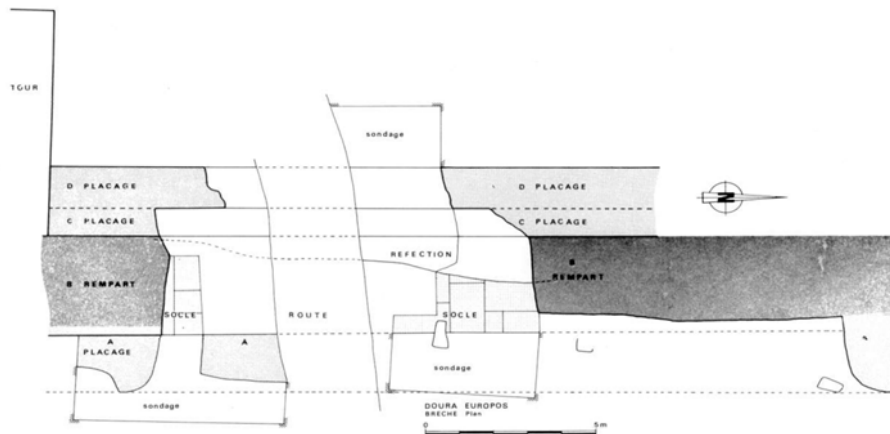 TOUR
sondage
D PLACAGE
D PLACAGE
C PLACAGE
C PLACAGE
N
REFECTION
B
REMPART
B REMPART
SOCLE
ROUTE
SOCLE
A
PLACAGE
A
sondage
sondage
DOURA EUROPOS
BRECHE Plan
0
5m